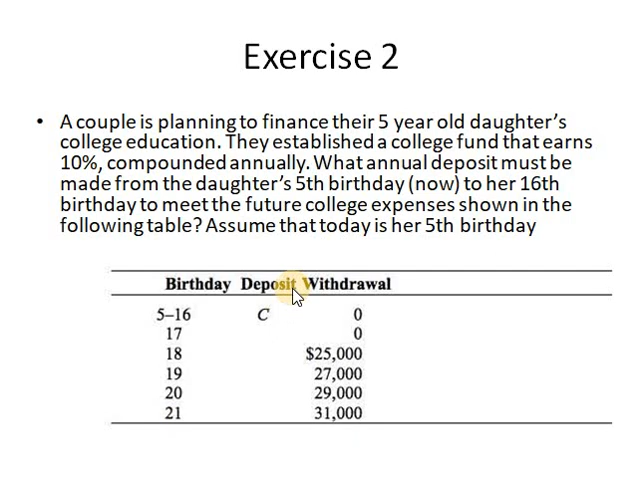 Exercise 2
• A couple is planning to finance their 5 year old daughter's
college education. They established a college fund that earns
10%, compounded annually. What annual deposit must be
made from the daughter's 5th birthday (now) to her 16th
birthday to meet the future college expenses shown in the
following table? Assume that today is her 5th birthday
Birthday Deposit Withdrawal
5–16 C 0
17 0
18 $25,000
19 27,000
20 29,000
21 31,000